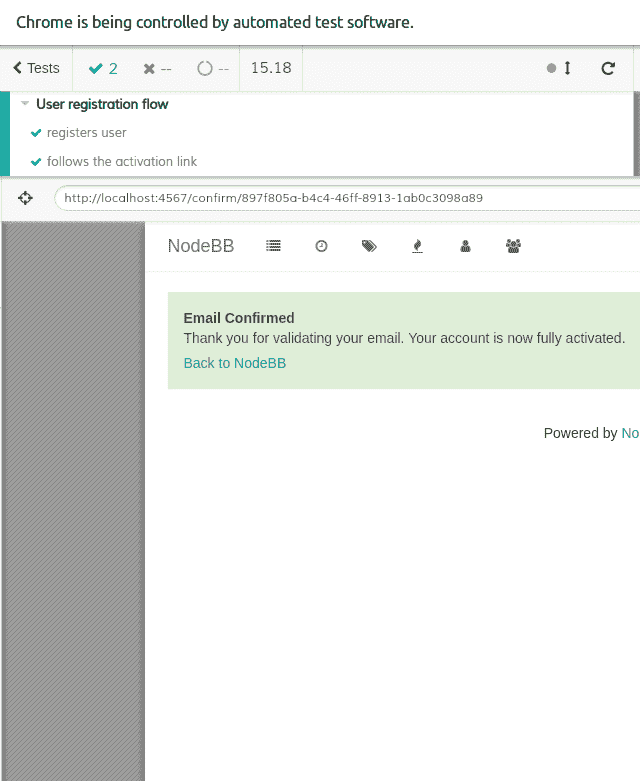 Chrome is being controlled by automated test software.
Tests 2 -- -- 15.18
User registration flow
registers user
follows the activation link
http://localhost:4567/confirm/897f805a-b4c4-46ff-8913-1ab0c3098a89
NodeBB
Email Confirmed
Thank you for validating your email. Your account is now fully activated.
Back to NodeBB
Powered by No